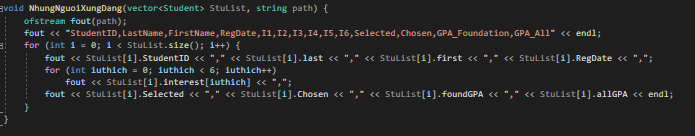 void NhungNguoiXungDang(vector<Student> StuList, string path) {
ofstream fout(path);
fout << "StudentID,LastName,FirstName,RegDate,I1,I2,I3,I4,I5,I6,Selected,Chosen,GPA_Foundation,GPA_All" << endl;
for (int i = 0; i < StuList.size(); i++) {
fout << StuList[i].StudentID << "," << StuList[i].last << "," << StuList[i].first << "," << StuList[i].RegDate << ",";
for (int iuthich = 0; iuthich < 6; iuthich++)
fout << StuList[i].interest[iuthich] << ",";
fout << StuList[i].Selected << "," << StuList[i].Chosen << "," << StuList[i].foundGPA << "," << StuList[i].allGPA << endl;
}
}